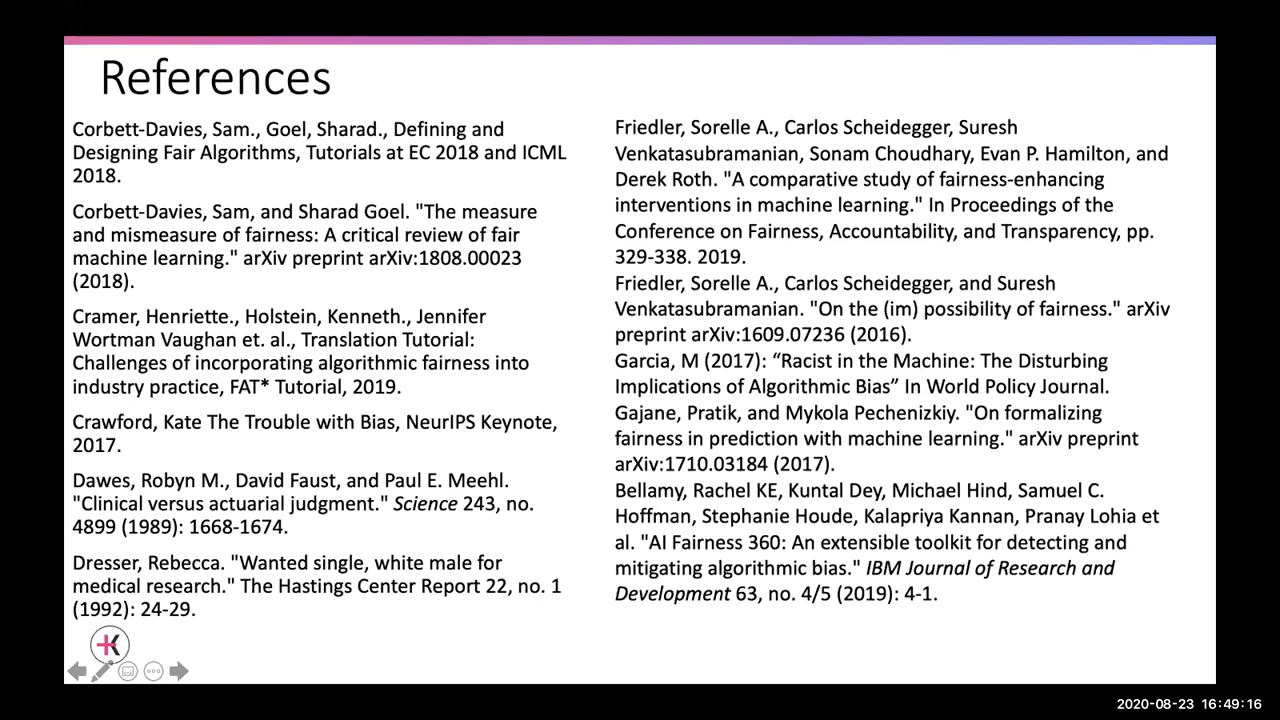 References
Corbett-Davies, Sam., Goel, Sharad., Defining and
Designing Fair Algorithms, Tutorials at EC 2018 and ICML
2018.
Corbett-Davies, Sam, and Sharad Goel. "The measure
and mismeasure of fairness: A critical review of fair
machine learning." arXiv preprint arXiv:1808.00023
(2018).
Cramer, Henriette., Holstein, Kenneth., Jennifer
Wortman Vaughan et. al., Translation Tutorial:
Challenges of incorporating algorithmic fairness into
industry practice, FAT* Tutorial, 2019.
Crawford, Kate The Trouble with Bias, NeurIPS Keynote,
2017.
Dawes, Robyn M., David Faust, and Paul E. Meehl.
"Clinical versus actuarial judgment." Science 243, no.
4899 (1989): 1668-1674.
Dresser, Rebecca. "Wanted single, white male for
medical research." The Hastings Center Report 22, no. 1
(1992): 24-29.
Friedler, Sorelle A., Carlos Scheidegger, Suresh
Venkatasubramanian, Sonam Choudhary, Evan P. Hamilton, and
Derek Roth. "A comparative study of fairness-enhancing
interventions in machine learning." In Proceedings of the
Conference on Fairness, Accountability, and Transparency, pp.
329-338. 2019.
Friedler, Sorelle A., Carlos Scheidegger, and Suresh
Venkatasubramanian. "On the (im) possibility of fairness." arXiv
preprint arXiv:1609.07236 (2016).
Garcia, M (2017): “Racist in the Machine: The Disturbing
Implications of Algorithmic Bias” In World Policy Journal.
Gajane, Pratik, and Mykola Pechenizkiy. "On formalizing
fairness in prediction with machine learning." arXiv preprint
arXiv:1710.03184 (2017).
Bellamy, Rachel KE, Kuntal Dey, Michael Hind, Samuel C.
Hoffman, Stephanie Houde, Kalapriya Kannan, Pranay Lohia et
al. "AI Fairness 360: An extensible toolkit for detecting and
mitigating algorithmic bias." IBM Journal of Research and
Development 63, no. 4/5 (2019): 4-1.
K
2020-08-23 16:49:16